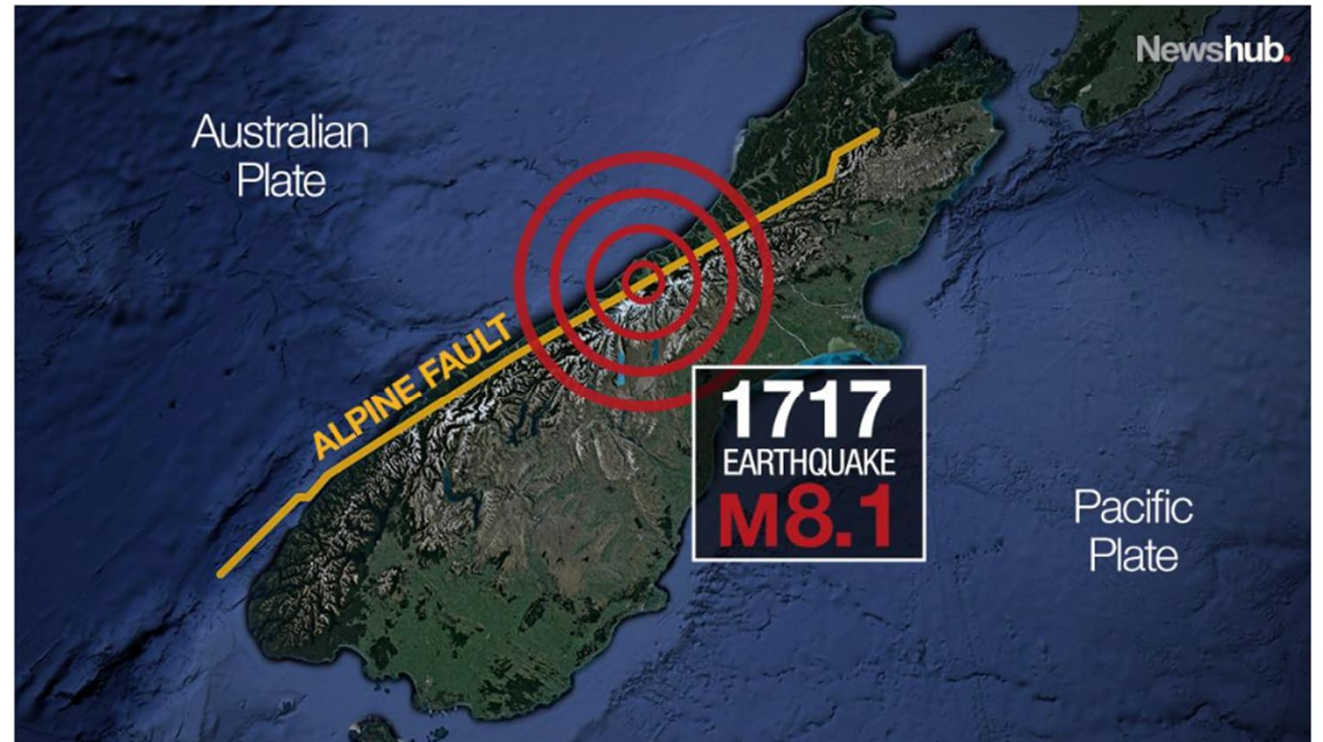 Newshub.
Australian
Plate
ALPINE FAULT
1717
EARTHQUAKE
M8.1
Pacific
Plate